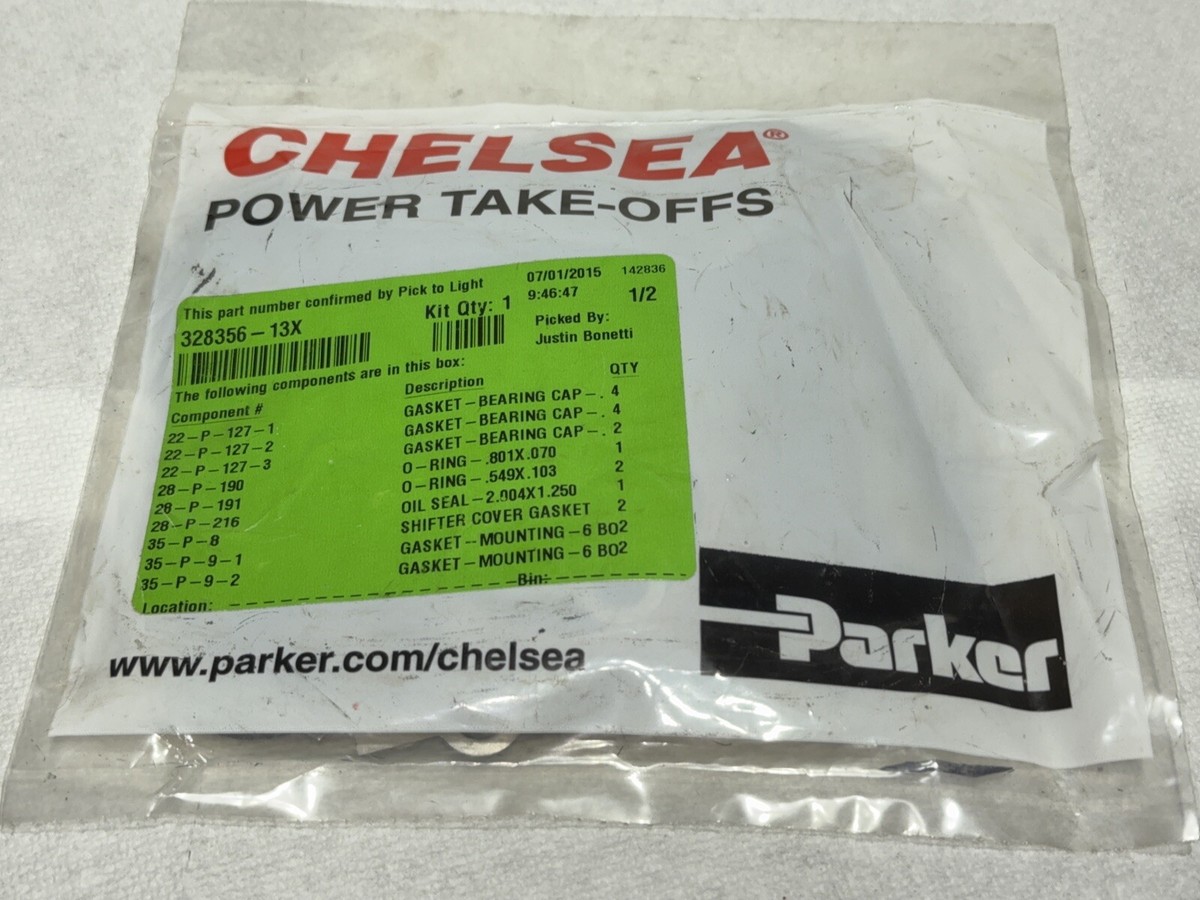 CHELSEA®
POWER TAKE-OFFS
This part number confirmed by Pick to Light 07/01/2015 142836
328356-13X Kit Qty: 1 9:46:47 1/2
Picked By:
Justin Bonetti
The following components are in this box:
Component # Description QTY
22-P-127-1 GASKET-BEARING CAP-. 4
22-P-127-2 GASKET-BEARING CAP-. 4
22-P-127-3 GASKET-BEARING CAP-. 2
28-P-190 O-RING-.801X.070 1
28-P-191 O-RING-.549X.103 2
28-P-216 OIL SEAL-2.004X1.250 1
35-P-8 SHIFTER COVER GASKET 2
35-P-9-1 GASKET-MOUNTING-6 BO2
35-P-9-2 GASKET-MOUNTING-6 BO2
Location: Bin:
www.parker.com/chelsea
Parker